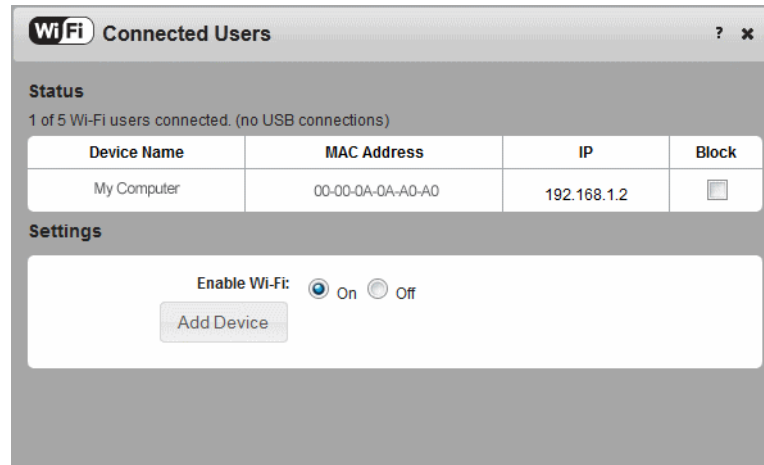 WiFi Connected Users ? ×
Status
1 of 5 Wi-Fi users connected. (no USB connections)
Device Name MAC Address IP Block
My Computer 00-00-0A-0A-A0-A0 192.168.1.2
Settings
Enable Wi-Fi: On Off
Add Device